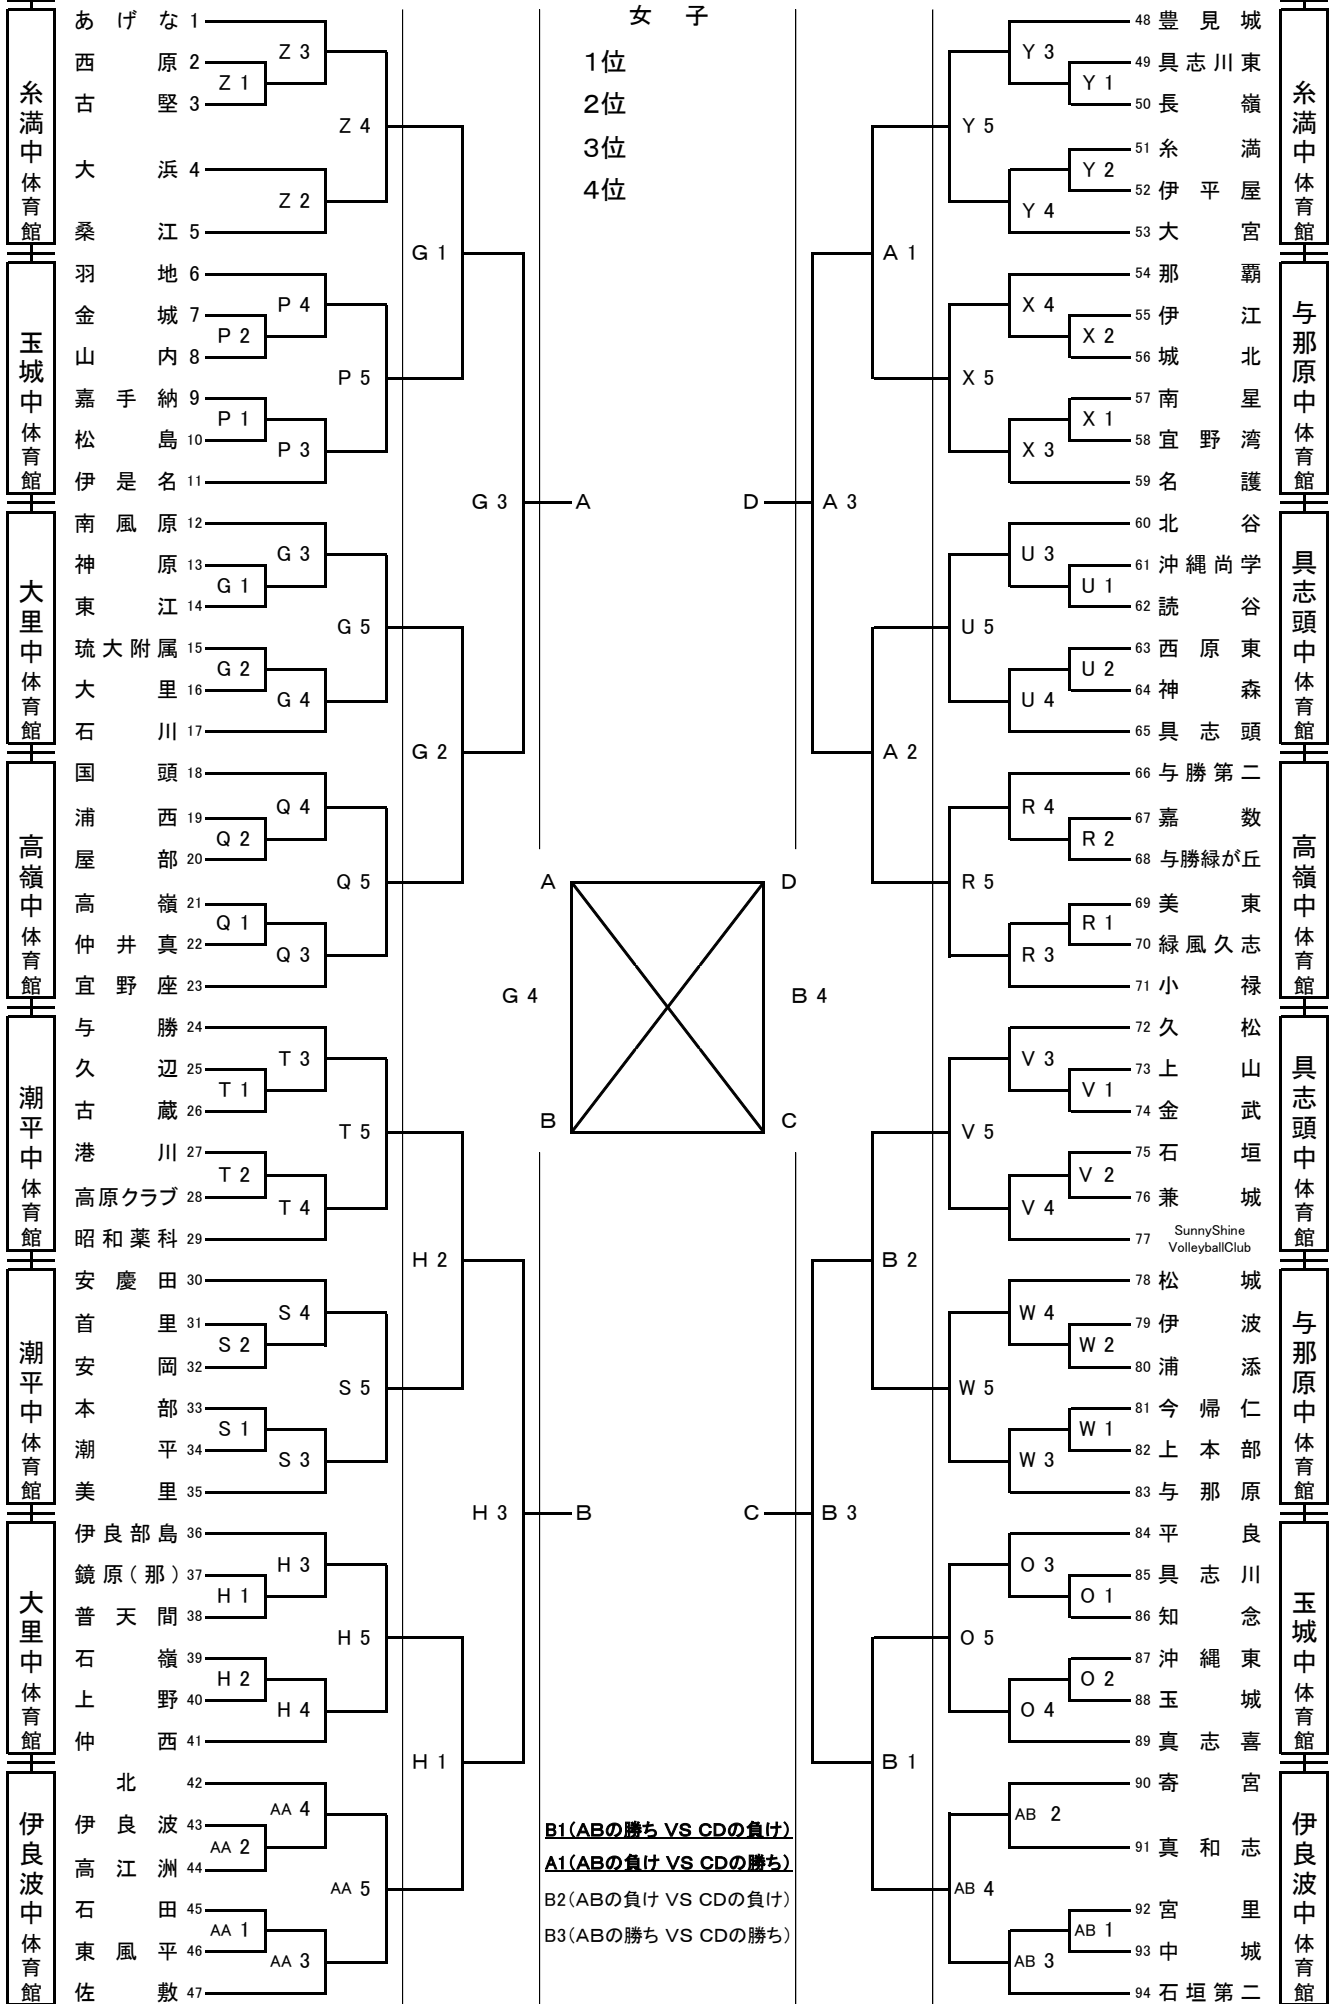 女 子
1位
2位
3位
4位
糸満中体育館
あげな 1
西原 2
古堅 3
大浜 4
桑江 5
Z 3
Z 1
Z 4
Z 2
玉城中体育館
羽地 6
金城 7
山内 8
嘉手納 9
松島 10
伊是名 11
P 4
P 2
P 5
P 1
P 3
G 1
大里中体育館
南風原 12
神原 13
東江 14
琉大附属 15
大里 16
石川 17
G 3
G 1
G 5
G 2
G 4
G 3
A
高嶺中体育館
国頭 18
浦西 19
屋部 20
高嶺 21
仲井真 22
宜野座 23
Q 4
Q 2
Q 5
Q 1
Q 3
G 2
潮平中体育館
与勝 24
久辺 25
古蔵 26
港川 27
高原クラブ 28
昭和薬科 29
T 3
T 1
T 5
T 2
T 4
H 2
潮平中体育館
安慶田 30
首里 31
安岡 32
本部 33
潮平 34
美里 35
S 4
S 2
S 5
S 1
S 3
H 3
B
大里中体育館
伊良部島 36
鏡原(那) 37
普天間 38
石嶺 39
上野 40
仲西 41
H 3
H 1
H 5
H 2
H 4
H 1
伊良波中体育館
北 42
伊良波 43
高江洲 44
石田 45
東風平 46
佐敷 47
AA 4
AA 2
AA 5
AA 1
AA 3
A
D
G 4
B 4
B
C
B1(ABの勝ち VS CDの負け)
A1(ABの負け VS CDの勝ち)
B2(ABの負け VS CDの負け)
B3(ABの勝ち VS CDの勝ち)
糸満中体育館
48 豊見城
49 具志川東
50 長嶺
51 糸満
52 伊平屋
53 大宮
Y 3
Y 1
Y 5
Y 2
Y 4
A 1
与那原中体育館
54 那覇
55 伊江
56 城北
57 南星
58 宜野湾
59 名護
X 4
X 2
X 5
X 1
X 3
D
A 3
具志頭中体育館
60 北谷
61 沖縄尚学
62 読谷
63 西原東
64 神森
65 具志頭
U 3
U 1
U 5
U 2
U 4
A 2
高嶺中体育館
66 与勝第二
67 嘉数
68 与勝緑が丘
69 美東
70 緑風久志
71 小禄
R 4
R 2
R 5
R 1
R 3
具志頭中体育館
72 久松
73 上山
74 金武
75 石垣
76 兼城
77 SunnyShine
VolleyballClub
V 3
V 1
V 5
V 2
V 4
B 2
与那原中体育館
78 松城
79 伊波
80 浦添
81 今帰仁
82 上本部
83 与那原
W 4
W 2
W 5
W 1
W 3
C
B 3
玉城中体育館
84 平良
85 具志川
86 知念
87 沖縄東
88 玉城
89 真志喜
O 3
O 1
O 5
O 2
O 4
B 1
伊良波中体育館
90 寄宮
91 真和志
92 宮里
93 中城
94 石垣第二
AB 2
AB 4
AB 1
AB 3